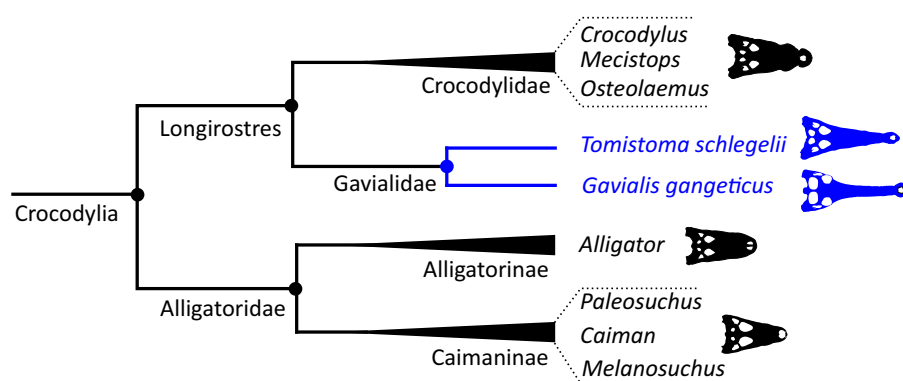 Crocodylus
Mecistops
Crocodylidae
Osteolaemus
Longirostres
Tomistoma schlegelii
Gavialidae
Gavialis gangeticus
Crocodylia
Alligator
Alligatorinae
Alligatoridae
Paleosuchus
Caiman
Caimaninae
Melanosuchus